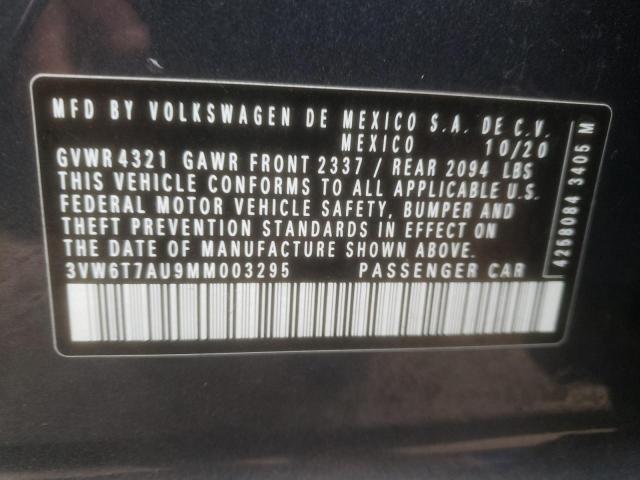 MFD BY VOLKSWAGEN DE MEXICO S.A. DE C.V.
MEXICO 10/20
GVWR 4321 GAWR FRONT 2337 / REAR 2094 LBS
THIS VEHICLE CONFORMS TO ALL APPLICABLE U.S.
FEDERAL MOTOR VEHICLE SAFETY, BUMPER AND
THEFT PREVENTION STANDARDS IN EFFECT ON
THE DATE OF MANUFACTURE SHOWN ABOVE.
3VW6T7AU9MM003295 PASSENGER CAR
4258084 3405 M